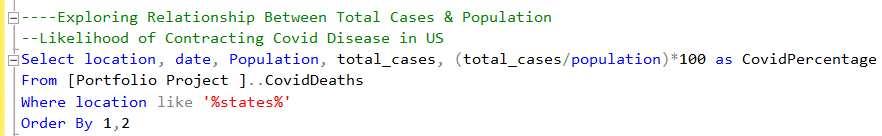 ----Exploring Relationship Between Total Cases & Population
--Likelihood of Contracting Covid Disease in US
Select location, date, Population, total_cases, (total_cases/population)*100 as CovidPercentage
From [Portfolio Project ]..CovidDeaths
Where location like '%states%'
Order By 1,2